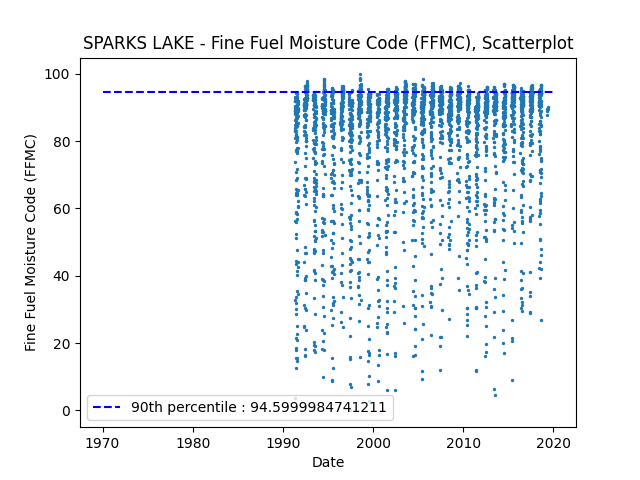 SPARKS LAKE - Fine Fuel Moisture Code (FFMC), Scatterplot
Fine Fuel Moisture Code (FFMC)
100
80
60
40
20
0
90th percentile : 94.5999984741211
1970 1980 1990 2000 2010 2020
Date